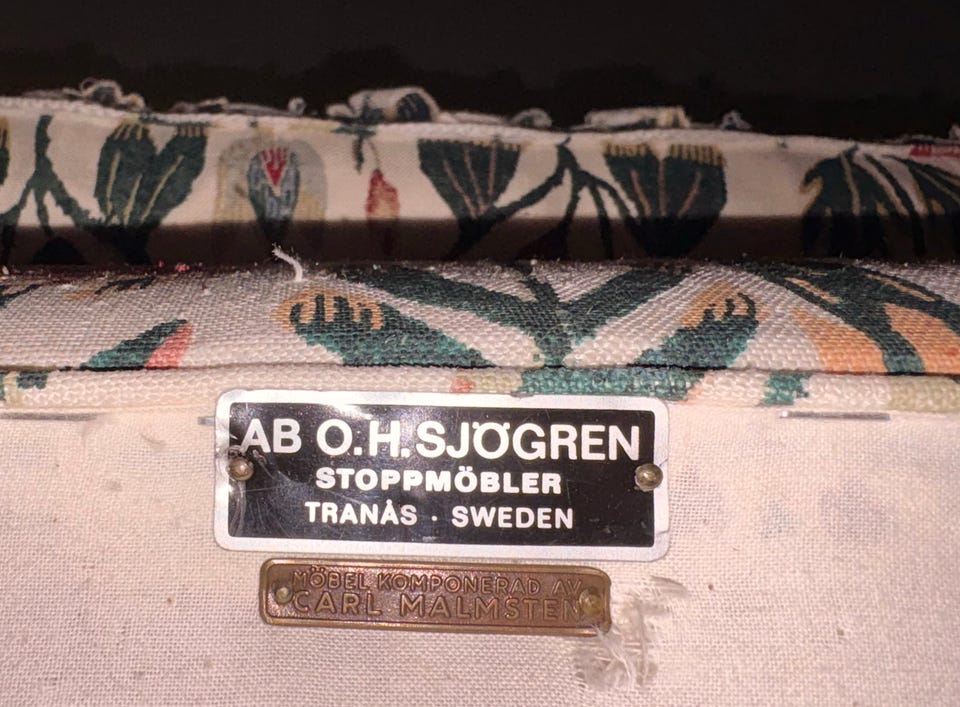 AB O.H. SJÖGREN
STOPPMÖBLER
TRANÅS · SWEDEN
MÖBEL KOMPONERAD AV
CARL MALMSTEN